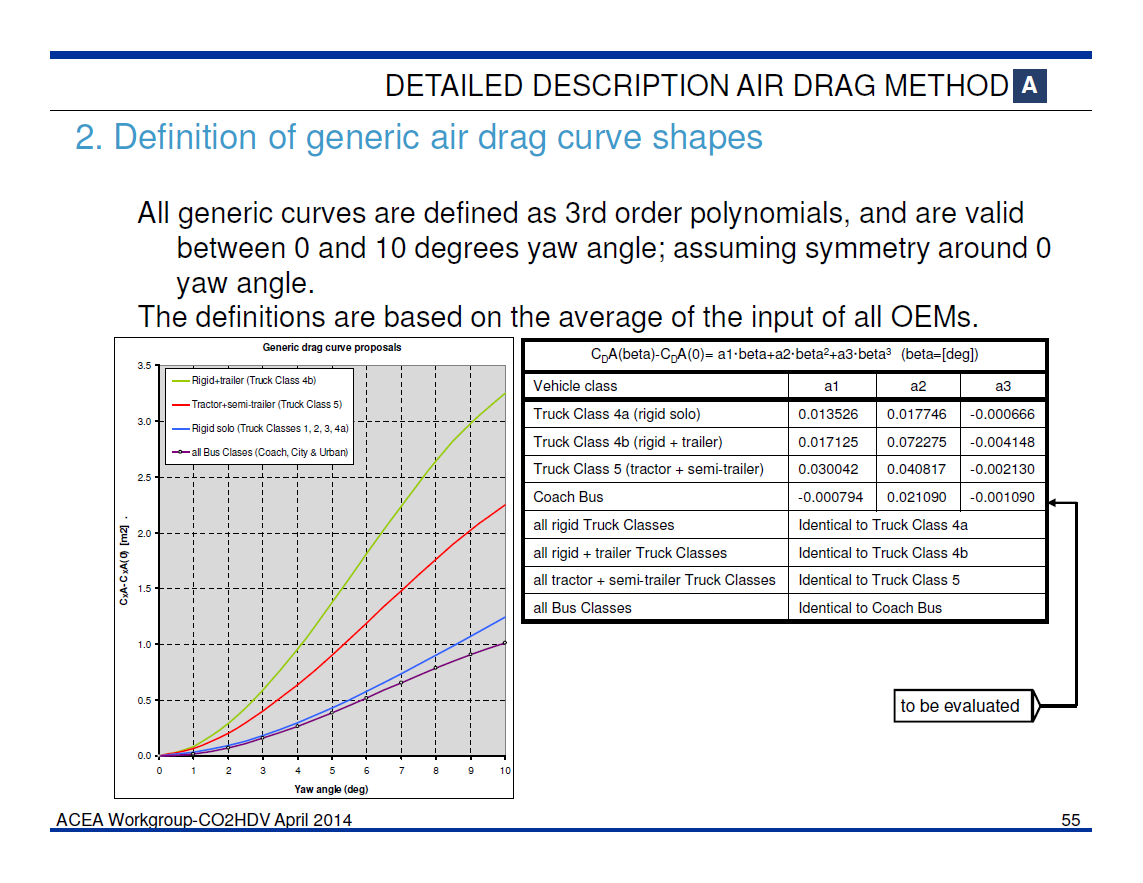 DETAILED DESCRIPTION AIR DRAG METHOD A
2. Definition of generic air drag curve shapes
All generic curves are defined as 3rd order polynomials, and are valid
between 0 and 10 degrees yaw angle; assuming symmetry around 0
yaw angle.
The definitions are based on the average of the input of all OEMs.
Generic drag curve proposals
3.5
3.0
2.5
2.0
1.5
1.0
0.5
0.0
CxA-CxA(0) [m2] .
Rigid+trailer (Truck Class 4b)
Tractor+semi-trailer (Truck Class 5)
Rigid solo (Truck Classes 1, 2, 3, 4a)
all Bus Clases (Coach, City & Urban)
0 1 2 3 4 5 6 7 8 9 10
Yaw angle (deg)
CDA(beta)-CDA(0)= a1·beta+a2·beta²+a3·beta³ (beta=[deg])
Vehicle class a1 a2 a3
Truck Class 4a (rigid solo) 0.013526 0.017746 -0.000666
Truck Class 4b (rigid + trailer) 0.017125 0.072275 -0.004148
Truck Class 5 (tractor + semi-trailer) 0.030042 0.040817 -0.002130
Coach Bus -0.000794 0.021090 -0.001090
all rigid Truck Classes Identical to Truck Class 4a
all rigid + trailer Truck Classes Identical to Truck Class 4b
all tractor + semi-trailer Truck Classes Identical to Truck Class 5
all Bus Classes Identical to Coach Bus
to be evaluated
ACEA Workgroup-CO2HDV April 2014 55